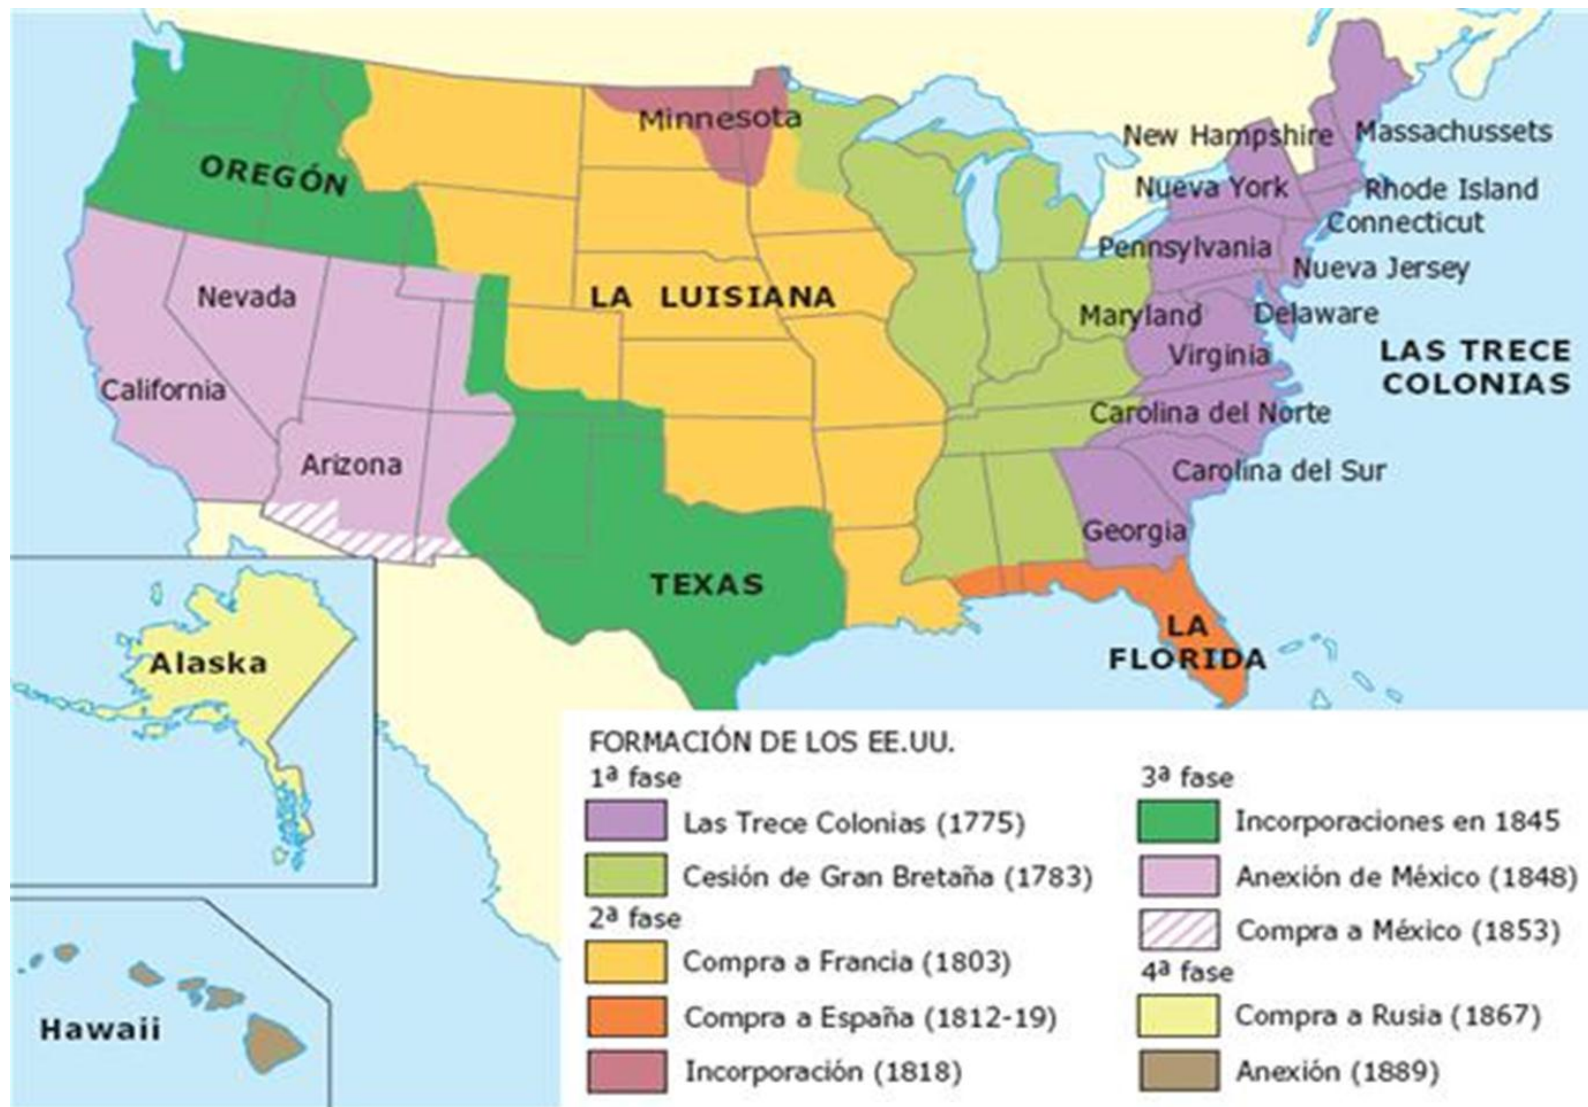 Minnesota
New Hampshire
Massachussets
OREGÓN
Nueva York
Rhode Island
Connecticut
Pennsylvania
Nueva Jersey
Nevada
LA LUISIANA
Maryland
Delaware
Virginia
LAS TRECE
COLONIAS
California
Carolina del Norte
Arizona
Carolina del Sur
Georgia
TEXAS
LA
FLORIDA
Alaska
Hawaii
FORMACIÓN DE LOS EE.UU.
1ª fase
Las Trece Colonias (1775)
Cesión de Gran Bretaña (1783)
2ª fase
Compra a Francia (1803)
Compra a España (1812-19)
Incorporación (1818)
3ª fase
Incorporaciones en 1845
Anexión de México (1848)
Compra a México (1853)
4ª fase
Compra a Rusia (1867)
Anexión (1889)